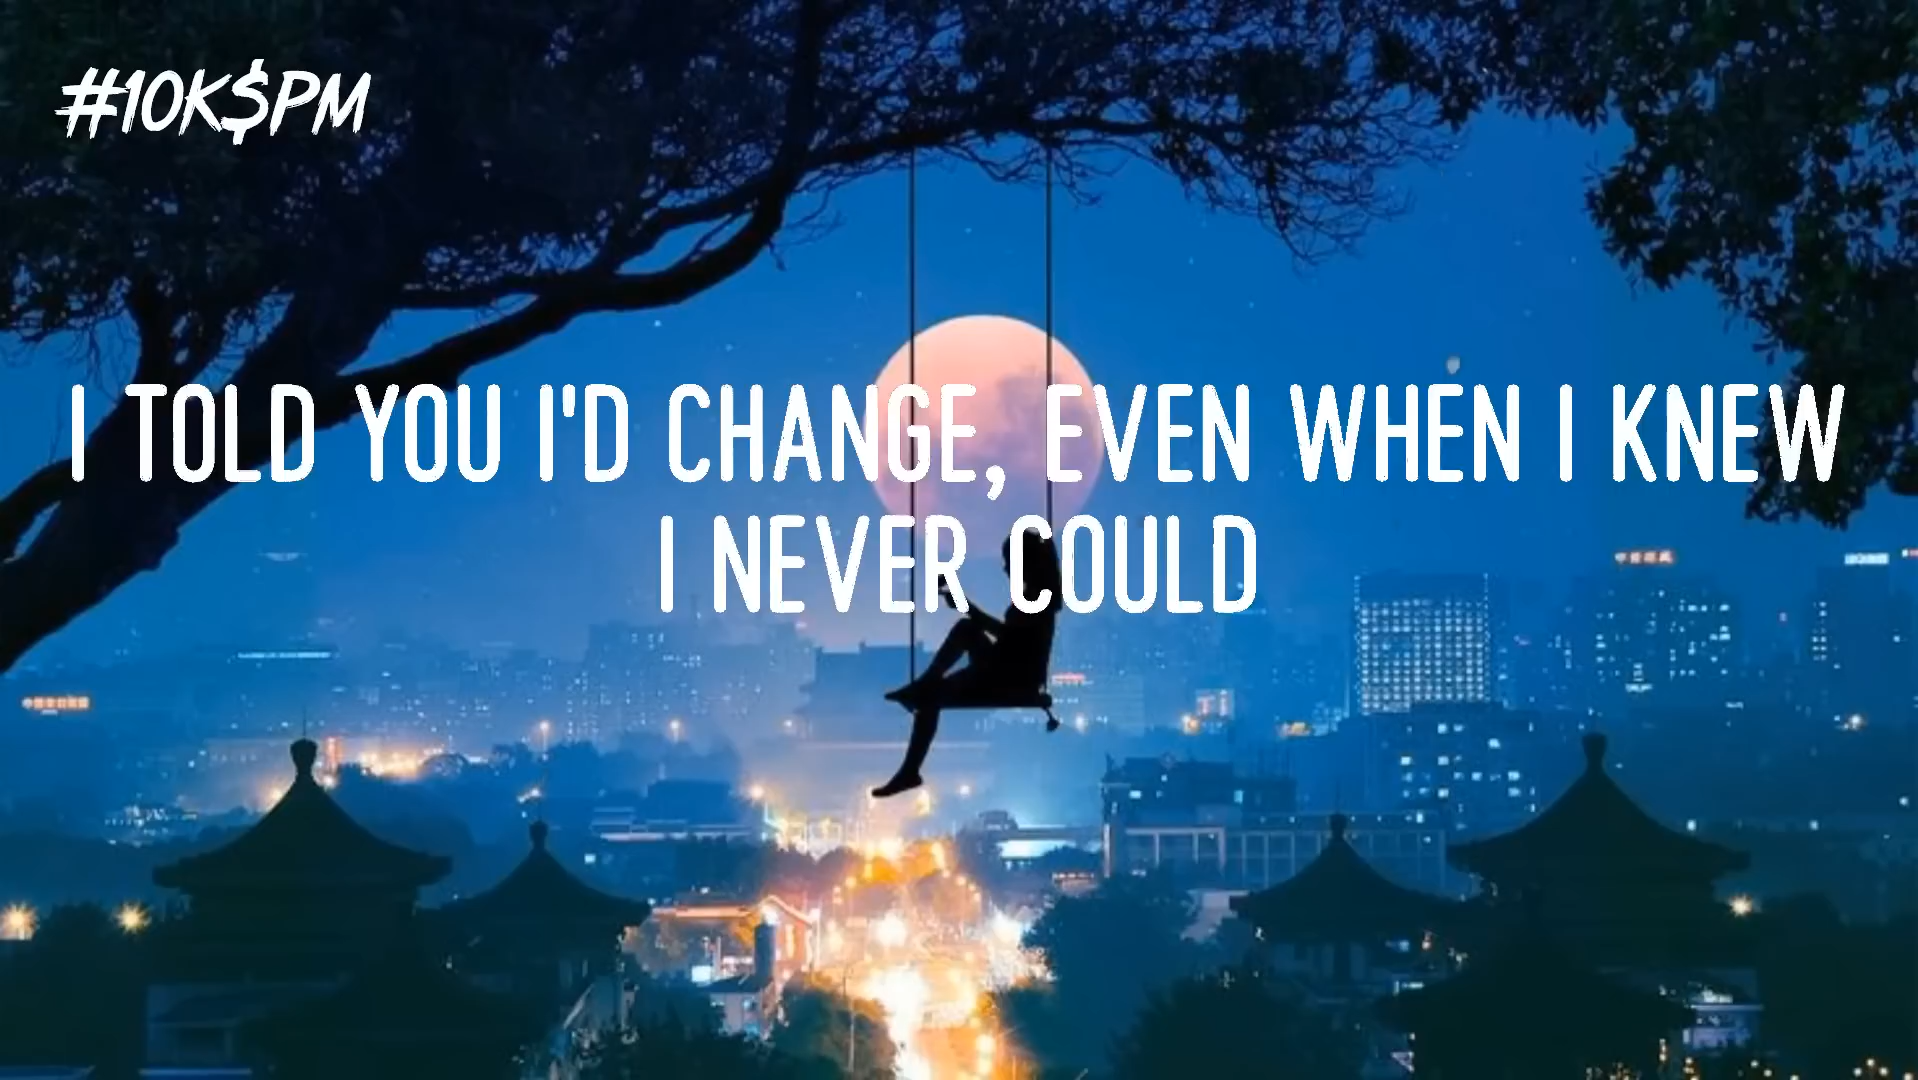 #10K$PM
I TOLD YOU I'D CHANGE, EVEN WHEN I KNEW
I NEVER COULD